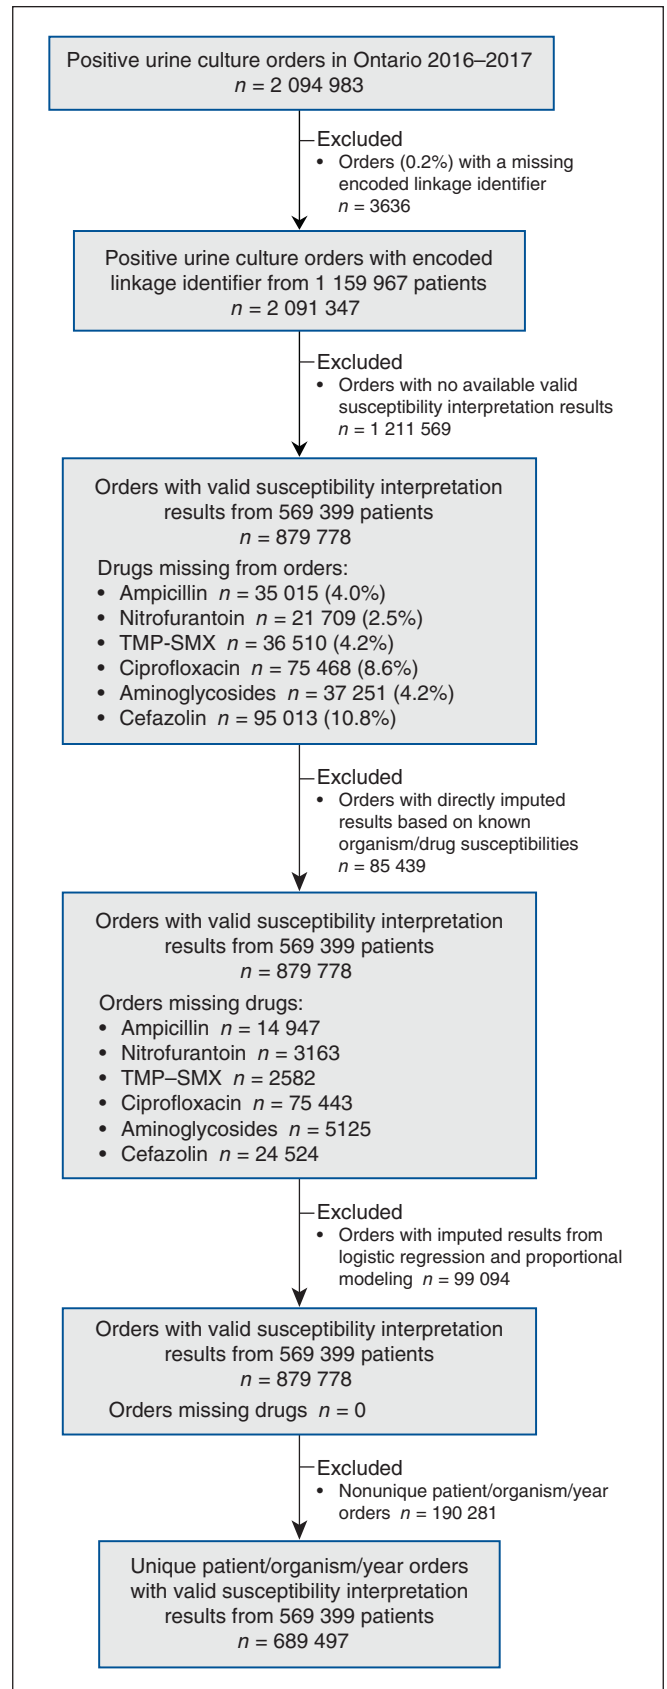 Positive urine culture orders in Ontario 2016–2017
n = 2 094 983
Excluded
• Orders (0.2%) with a missing
encoded linkage identifier
n = 3636
Positive urine culture orders with encoded
linkage identifier from 1 159 967 patients
n = 2 091 347
Excluded
• Orders with no available valid
susceptibility interpretation results
n = 1 211 569
Orders with valid susceptibility interpretation
results from 569 399 patients
n = 879 778
Drugs missing from orders:
• Ampicillin n = 35 015 (4.0%)
• Nitrofurantoin n = 21 709 (2.5%)
• TMP-SMX n = 36 510 (4.2%)
• Ciprofloxacin n = 75 468 (8.6%)
• Aminoglycosides n = 37 251 (4.2%)
• Cefazolin n = 95 013 (10.8%)
Excluded
• Orders with directly imputed
results based on known
organism/drug susceptibilities
n = 85 439
Orders with valid susceptibility interpretation
results from 569 399 patients
n = 879 778
Orders missing drugs:
• Ampicillin n = 14 947
• Nitrofurantoin n = 3163
• TMP–SMX n = 2582
• Ciprofloxacin n = 75 443
• Aminoglycosides n = 5125
• Cefazolin n = 24 524
Excluded
• Orders with imputed results from
logistic regression and proportional
modeling n = 99 094
Orders with valid susceptibility interpretation
results from 569 399 patients
n = 879 778
Orders missing drugs n = 0
Excluded
• Nonunique patient/organism/year
orders n = 190 281
Unique patient/organism/year orders
with valid susceptibility interpretation
results from 569 399 patients
n = 689 497